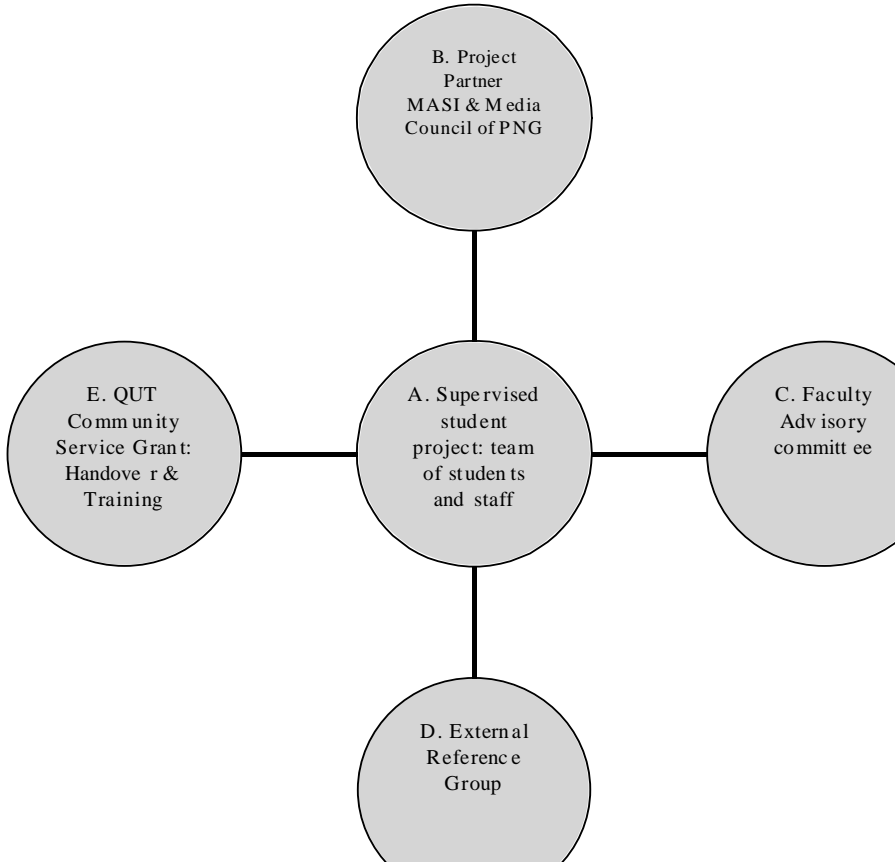 B. Project
Partner
MASI & Media
Council of PNG
E. QUT
Community
Service Grant:
Handover &
Training
A. Supervised
student
project: team
of students
and staff
C. Faculty
Advisory
committee
D. External
Reference
Group